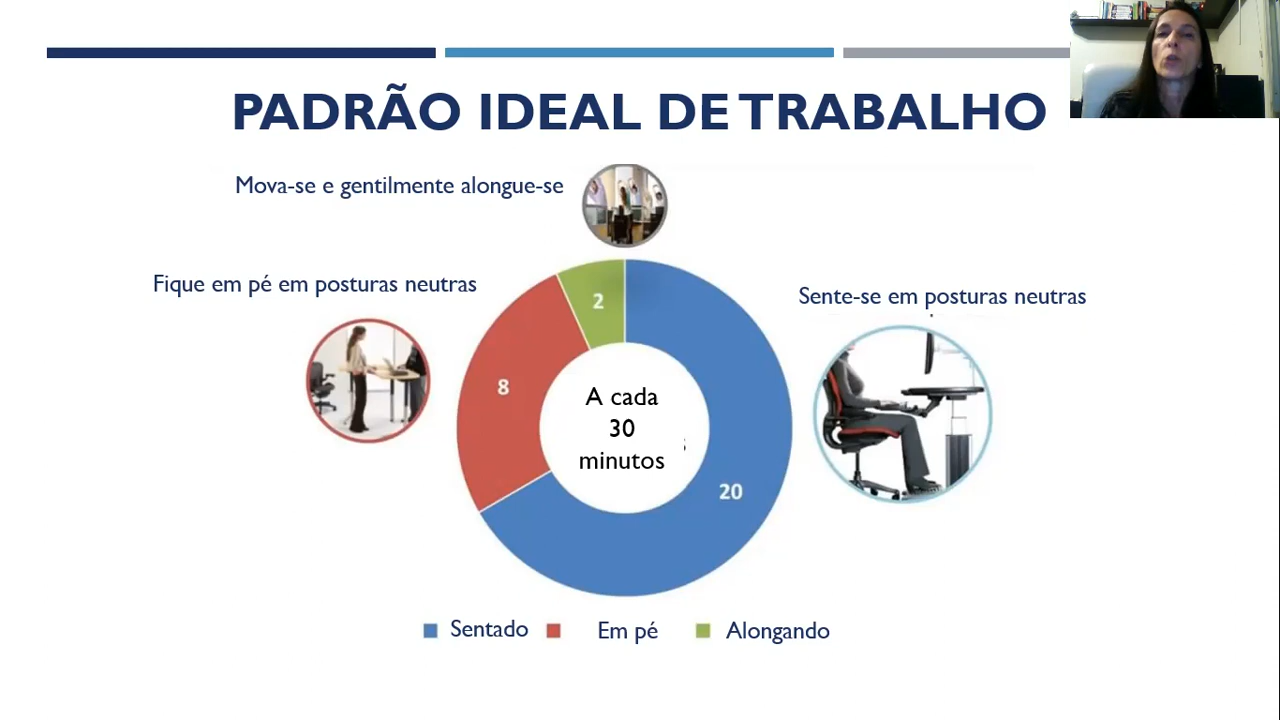 PADRÃO IDEAL DE TRABALHO
Mova-se e gentilmente alongue-se
Fique em pé em posturas neutras
Sente-se em posturas neutras
2
8
20
A cada
30
minutos
Sentado
Em pé
Alongando